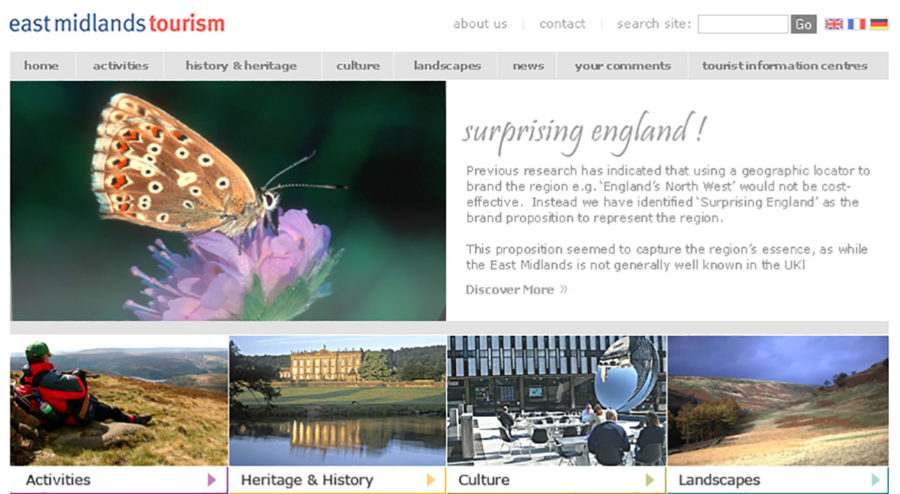 east midlands tourism
about us | contact | search site: Go
home activities history & heritage culture landscapes news your comments tourist information centres
surprising england !
Previous research has indicated that using a geographic locator to
brand the region e.g. ‘England’s North West’ would not be cost-
effective. Instead we have identified ‘Surprising England’ as the
brand proposition to represent the region.
This proposition seemed to capture the region’s essence, as while
the East Midlands is not generally well known in the UKl
Discover More »
Activities Heritage & History Culture Landscapes